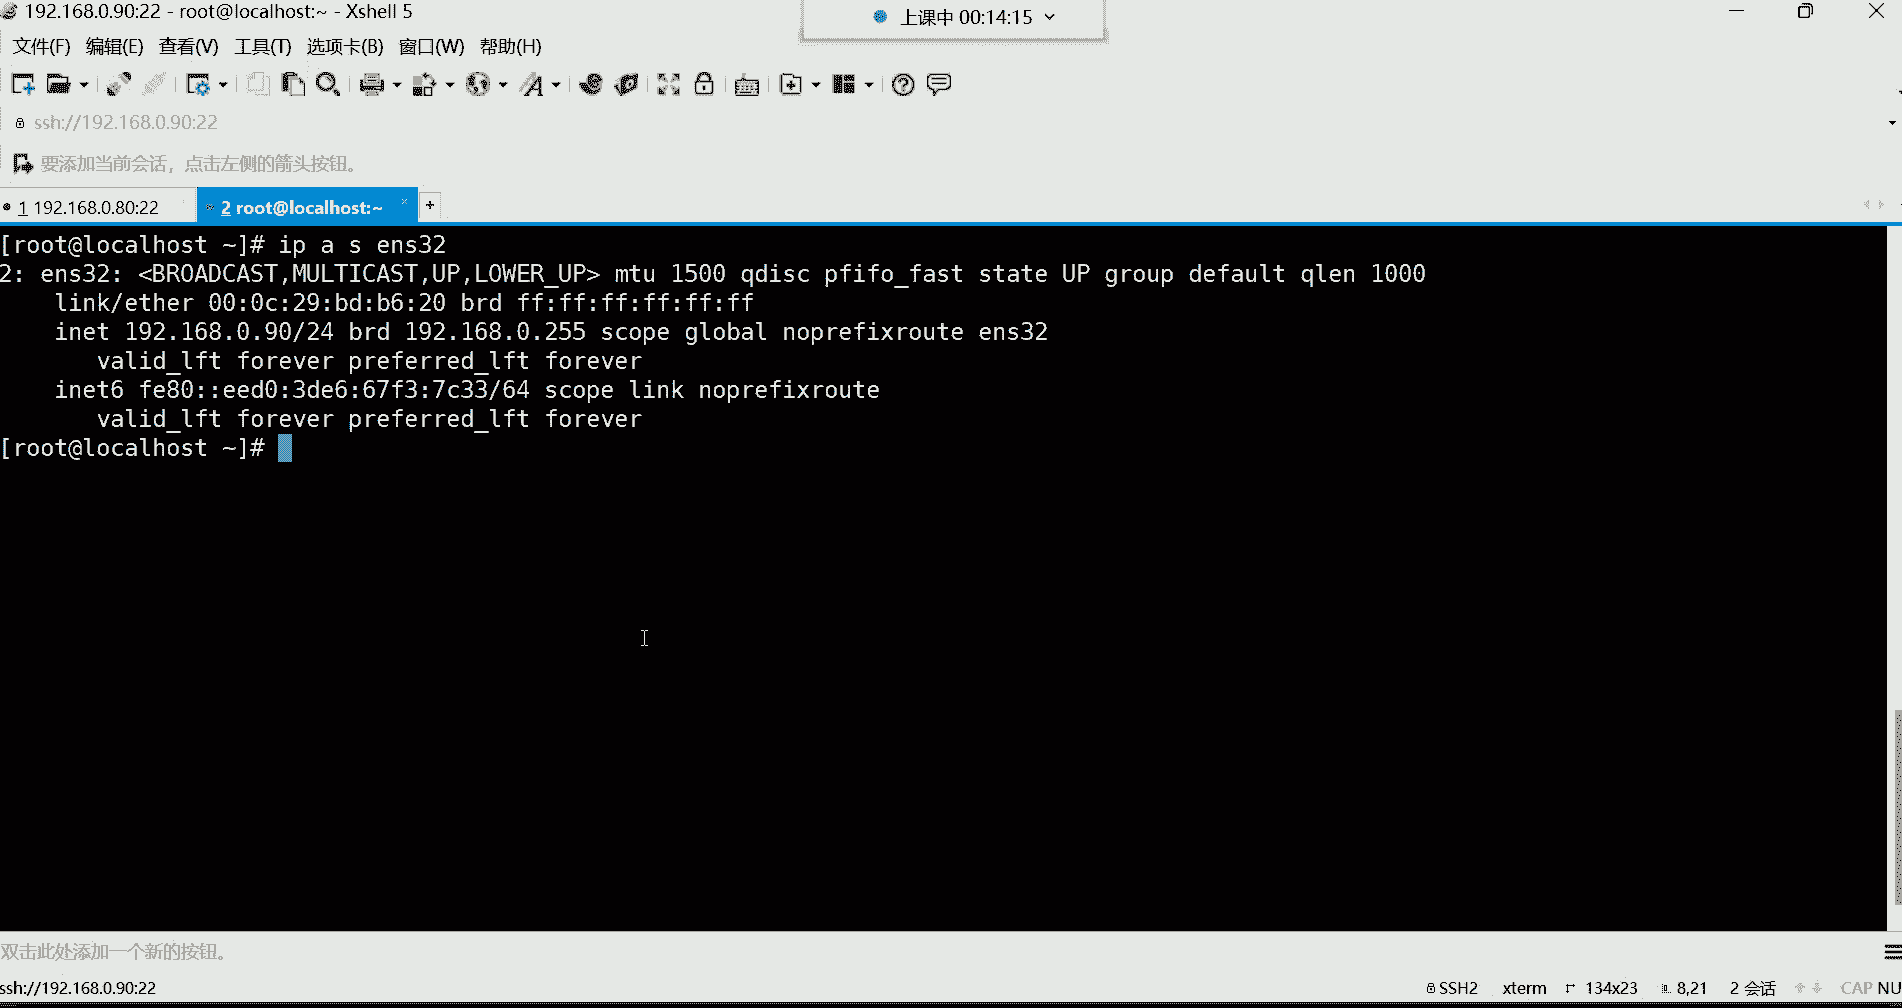 192.168.0.90:22 - root@localhost:~ - Xshell 5
上课中 00:14:15
文件(F) 编辑(E) 查看(V) 工具(T) 选项卡(B) 窗口(W) 帮助(H)
ssh://192.168.0.90:22
要添加当前会话，点击左侧的箭头按钮。
1 192.168.0.80:22 2 root@localhost:~ +
[root@localhost ~]# ip a s ens32
2: ens32: <BROADCAST,MULTICAST,UP,LOWER_UP> mtu 1500 qdisc pfifo_fast state UP group default qlen 1000
link/ether 00:0c:29:bd:b6:20 brd ff:ff:ff:ff:ff:ff
inet 192.168.0.90/24 brd 192.168.0.255 scope global noprefixroute ens32
valid_lft forever preferred_lft forever
inet6 fe80::eed0:3de6:67f3:7c33/64 scope link noprefixroute
valid_lft forever preferred_lft forever
[root@localhost ~]#
双击此处添加一个新的按钮。
ssh://192.168.0.90:22 SSH2 xterm 134x23 8,21 2 会话 CAP NU